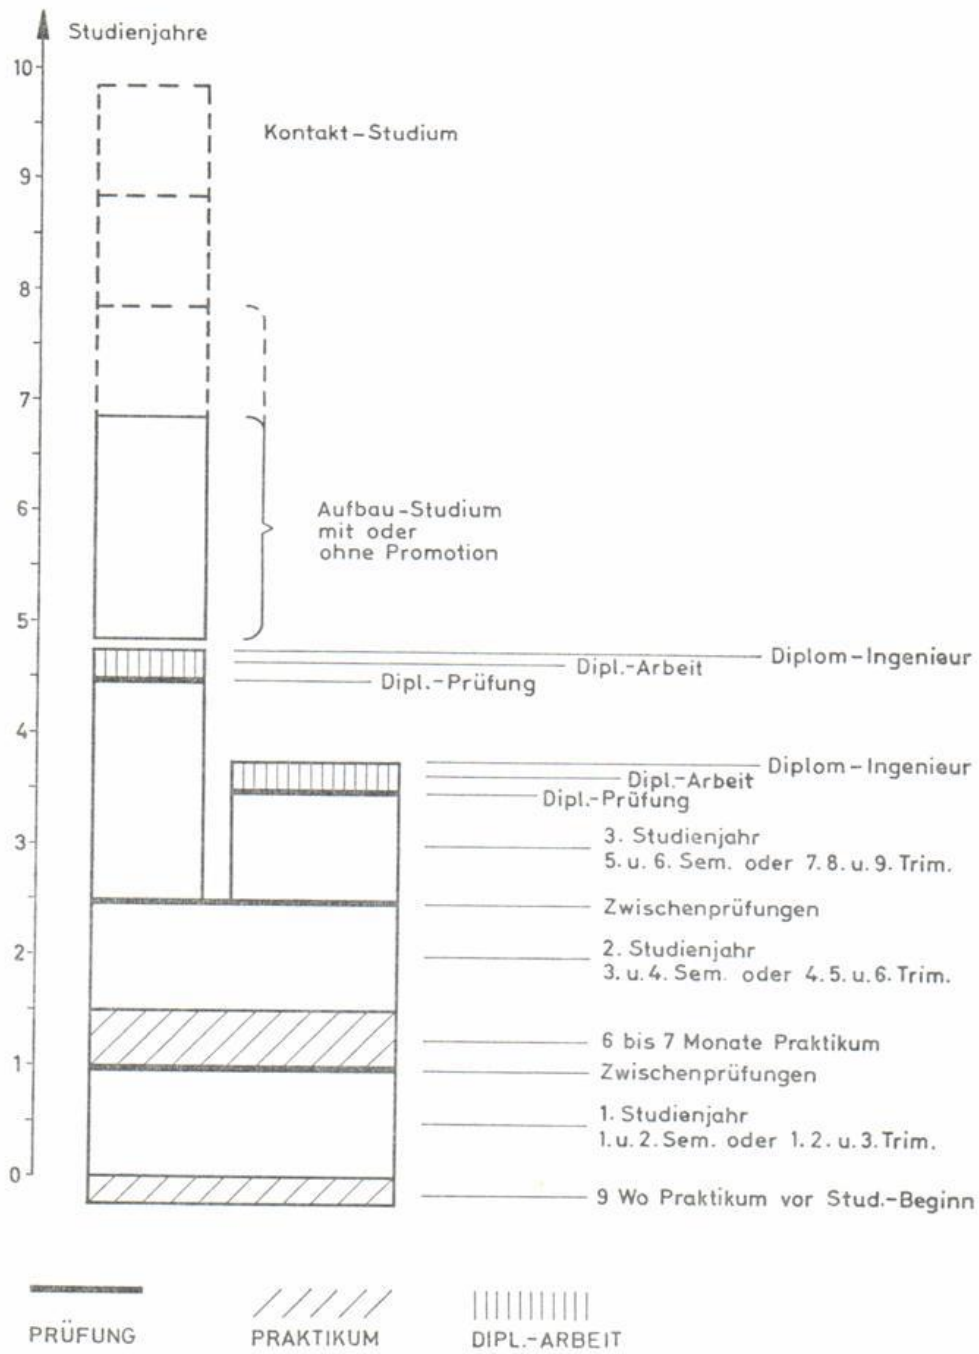 Studienjahre
10
Kontakt-Studium
9
8
7
6
Aufbau-Studium
mit oder
ohne Promotion
5
Diplom-Ingenieur
Dipl.-Arbeit
Dipl.-Prüfung
4
Diplom-Ingenieur
Dipl.-Arbeit
Dipl.-Prüfung
3
3. Studienjahr
5. u. 6. Sem. oder 7. 8. u. 9. Trim.
Zwischenprüfungen
2
2. Studienjahr
3. u. 4. Sem. oder 4. 5. u. 6. Trim.
6 bis 7 Monate Praktikum
1
Zwischenprüfungen
1. Studienjahr
1. u. 2. Sem. oder 1. 2. u. 3. Trim.
0
9 Wo Praktikum vor Stud.-Beginn
PRÜFUNG
PRAKTIKUM
DIPL.-ARBEIT